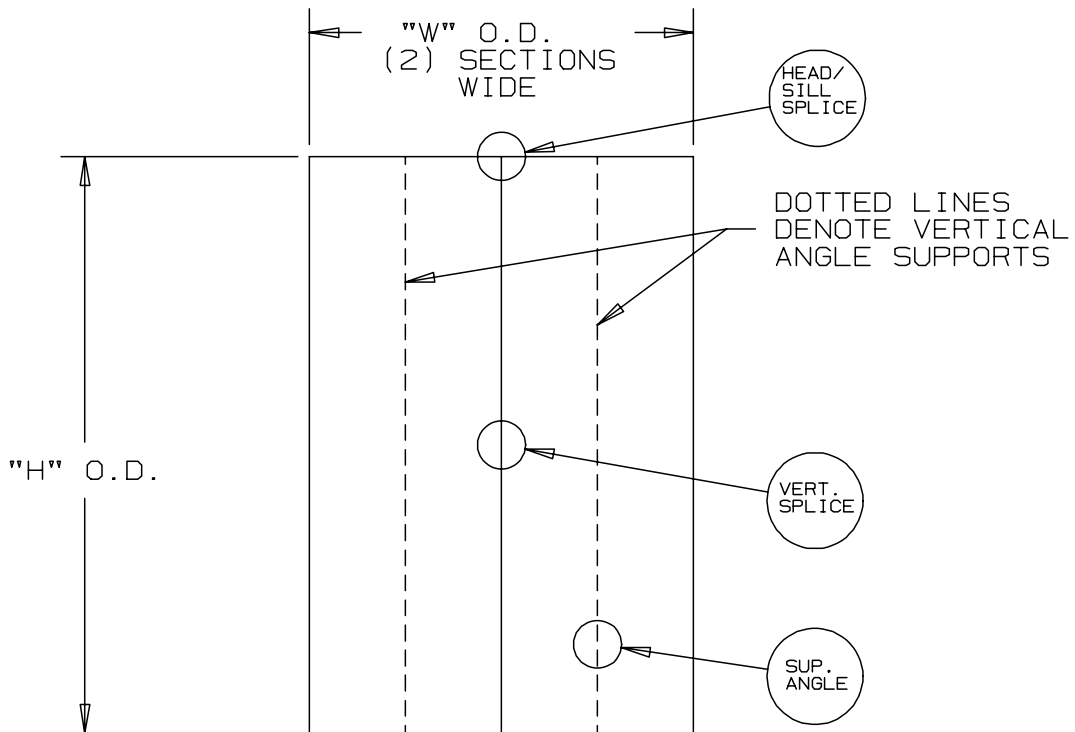 "W" O.D.
(2) SECTIONS
WIDE
HEAD/
SILL
SPLICE
DOTTED LINES
DENOTE VERTICAL
ANGLE SUPPORTS
"H" O.D.
VERT.
SPLICE
SUP.
ANGLE